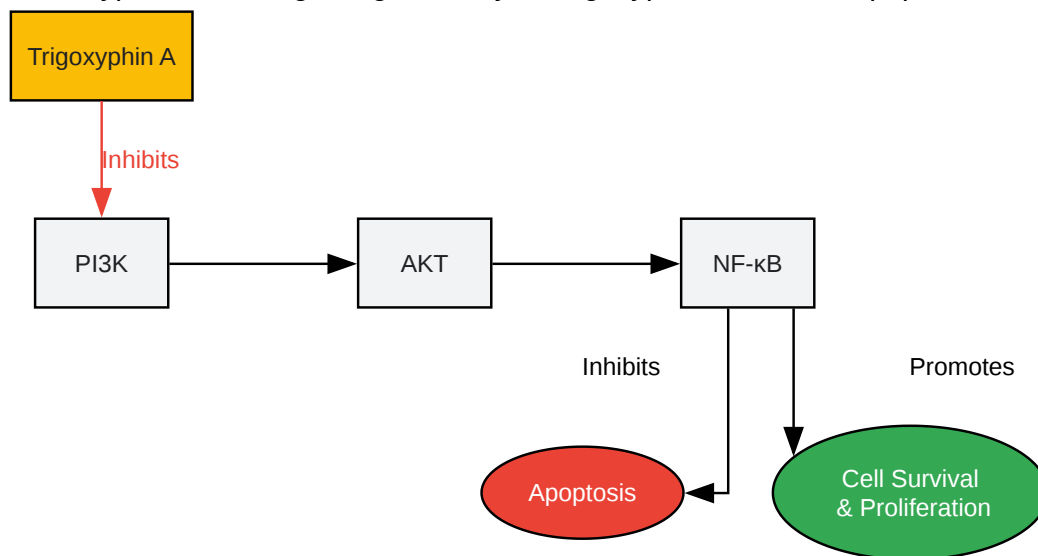 Trigoxyphin A
Inhibits
PI3K
AKT
NF-κB
Inhibits
Promotes
Apoptosis
Cell Survival
& Proliferation